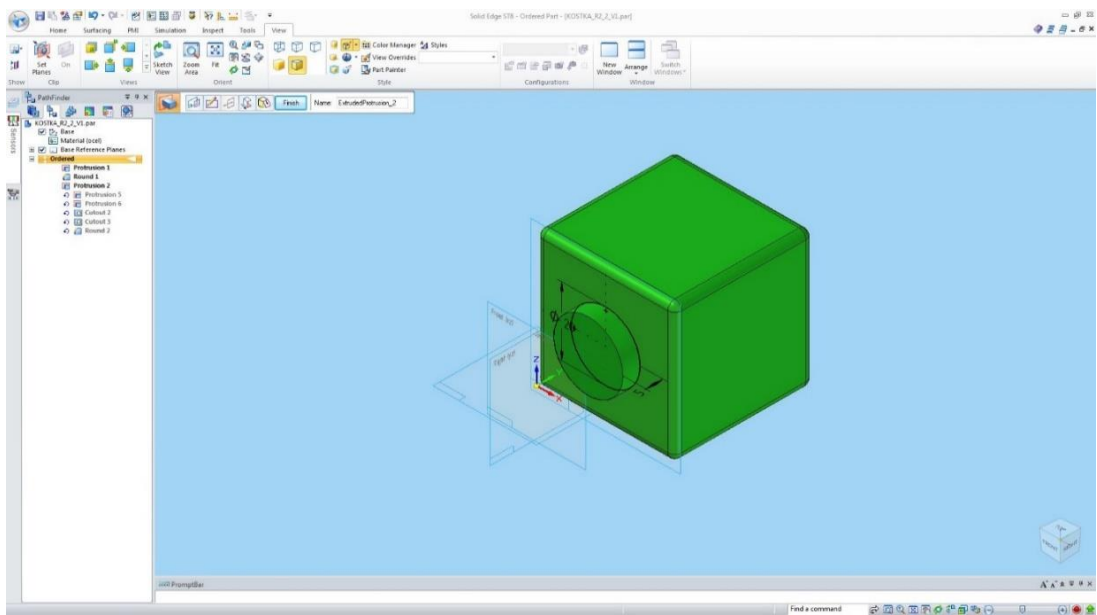 Solid Edge ST8 - Ordered Part - [KOSTKA_R2_2_V1.par]
Home Surfacing PMI Simulation Inspect Tools View
Set Planes
On
Sketch View
Zoom Area
Fit
Color Manager
Styles
View Overrides
Part Painter
New Window
Arrange
Switch Windows
Show Clip Views Orient Style Configurations Window
PathFinder
Finish
Name: ExtrudedProtrusion_2
Sensors
KOSTKA_R2_2_V1.par
Base
Material (ocel)
Base Reference Planes
Ordered
Protrusion 1
Round 1
Protrusion 2
Protrusion 5
Protrusion 6
Cutout 2
Cutout 3
Round 2
Z
X
5
PromptBar
Find a command